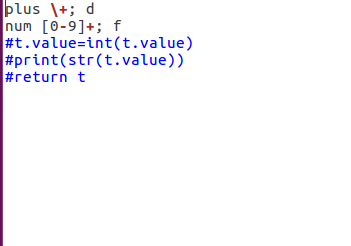 plus \+; d
num [0-9]+; f
#t.value=int(t.value)
#print(str(t.value))
#return t